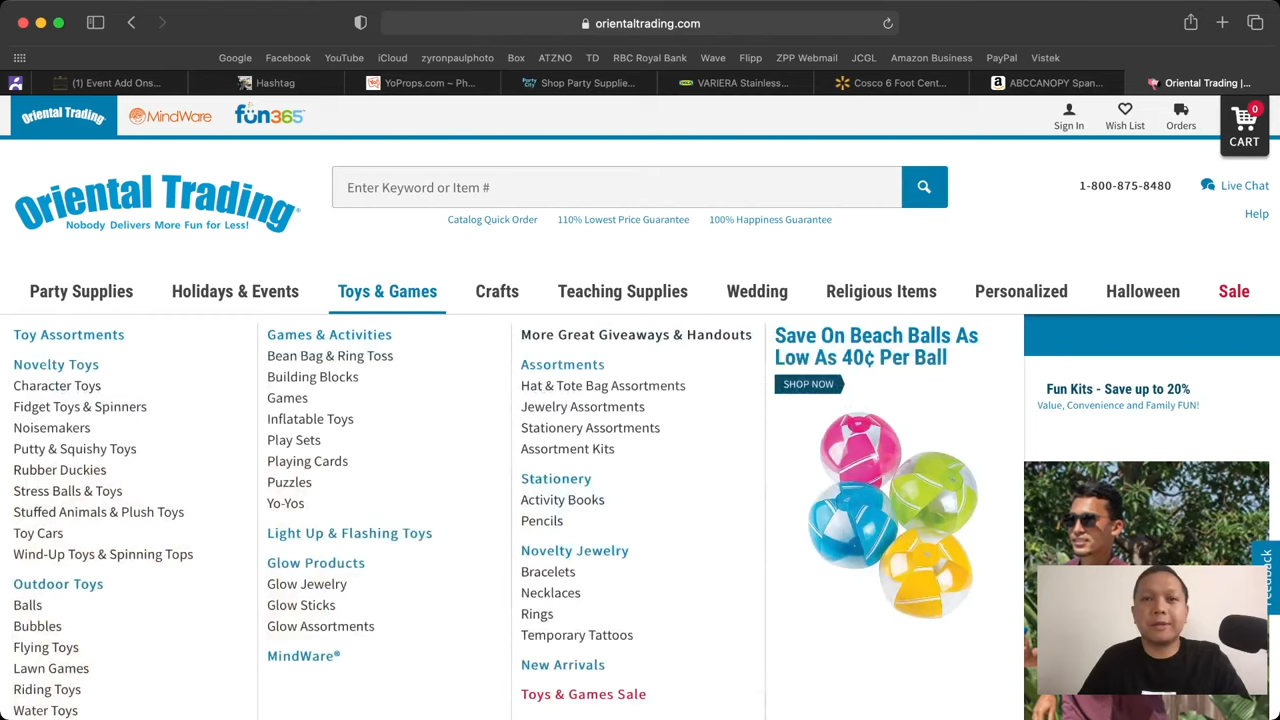 orientaltrading.com
Google Facebook YouTube iCloud zyronpaulphoto Box ATZNO TD RBC Royal Bank Wave Flipp ZPP Webmail JCGL Amazon Business PayPal Vistek
(1) Event Add Ons...
Hashtag
YoProps.com ~ Ph...
Shop Party Supplie...
VARIERA Stainless...
Cosco 6 Foot Cent...
ABCCANOPY Span...
Oriental Trading |...
Oriental Trading
MindWare
fun365
Sign In
Wish List
Orders
0
CART
Oriental Trading
Nobody Delivers More Fun for Less!
Enter Keyword or Item #
Catalog Quick Order
110% Lowest Price Guarantee
100% Happiness Guarantee
1-800-875-8480
Live Chat
Help
Party Supplies
Holidays & Events
Toys & Games
Crafts
Teaching Supplies
Wedding
Religious Items
Personalized
Halloween
Sale
Toy Assortments
Novelty Toys
Character Toys
Fidget Toys & Spinners
Noisemakers
Putty & Squishy Toys
Rubber Duckies
Stress Balls & Toys
Stuffed Animals & Plush Toys
Toy Cars
Wind-Up Toys & Spinning Tops
Outdoor Toys
Balls
Bubbles
Flying Toys
Lawn Games
Riding Toys
Water Toys
Games & Activities
Bean Bag & Ring Toss
Building Blocks
Games
Inflatable Toys
Play Sets
Playing Cards
Puzzles
Yo-Yos
Light Up & Flashing Toys
Glow Products
Glow Jewelry
Glow Sticks
Glow Assortments
MindWare®
More Great Giveaways & Handouts
Assortments
Hat & Tote Bag Assortments
Jewelry Assortments
Stationery Assortments
Assortment Kits
Stationery
Activity Books
Pencils
Novelty Jewelry
Bracelets
Necklaces
Rings
Temporary Tattoos
New Arrivals
Toys & Games Sale
Save On Beach Balls As
Low As 40¢ Per Ball
SHOP NOW
Fun Kits - Save up to 20%
Value, Convenience and Family FUN!
Feedback